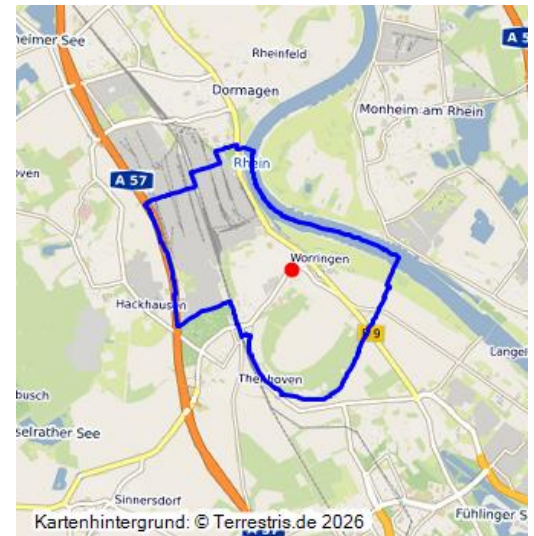 heimer See
A 5
Rheinfeld
Dormagen
Monheim am Rhein
Rhein
oven
A 57
Worringen
Hackhausen
9
Langel
Thenhoven
busch
selrather See
Sinnersdorf
Fühlinger S
Kartenhintergrund: © Terrestris.de 2026